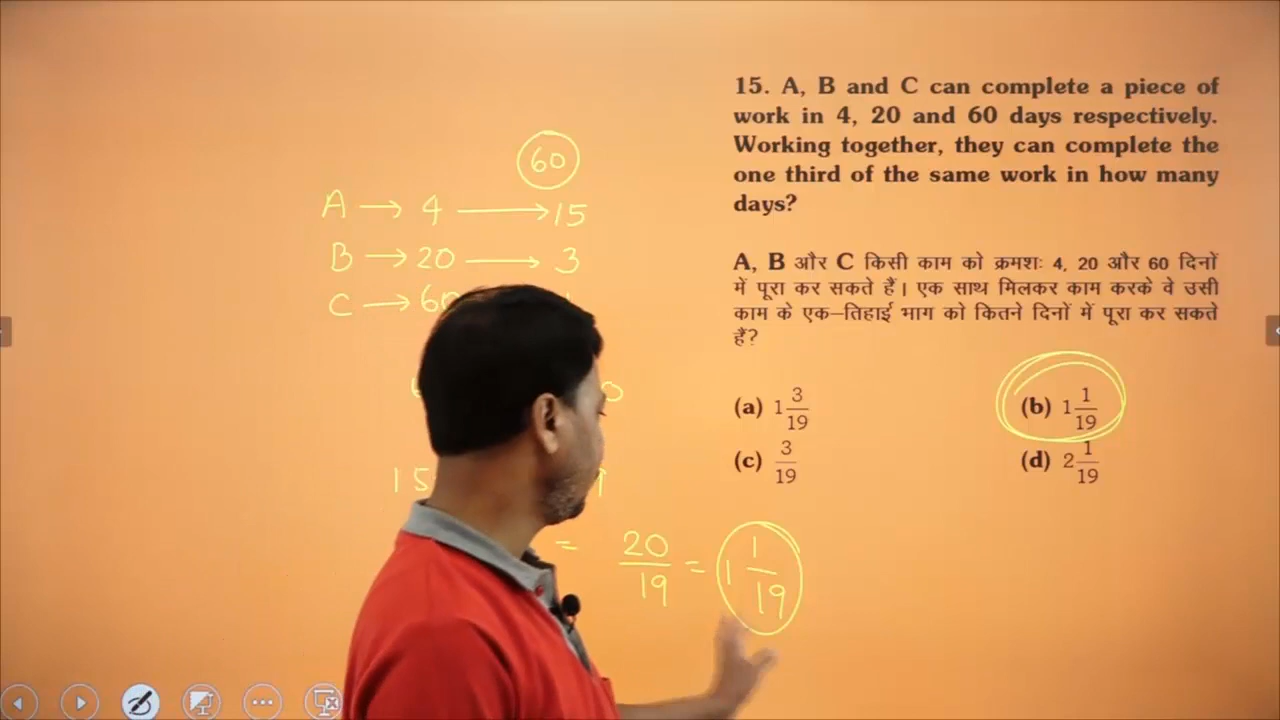 15. A, B and C can complete a piece of
work in 4, 20 and 60 days respectively.
Working together, they can complete the
one third of the same work in how many
days?
A, B और C किसी काम को क्रमशः 4, 20 और 60 दिनों
में पूरा कर सकते हैं। एक साथ मिलकर काम करके वे उसी
काम के एक–तिहाई भाग को कितने दिनों में पूरा कर सकते
हैं?
(a) 1 3/19
(b) 1 1/19
(c) 3/19
(d) 2 1/19
60
A → 4 → 15
B → 20 → 3
C → 60
15
= 20/19 = 1 1/19